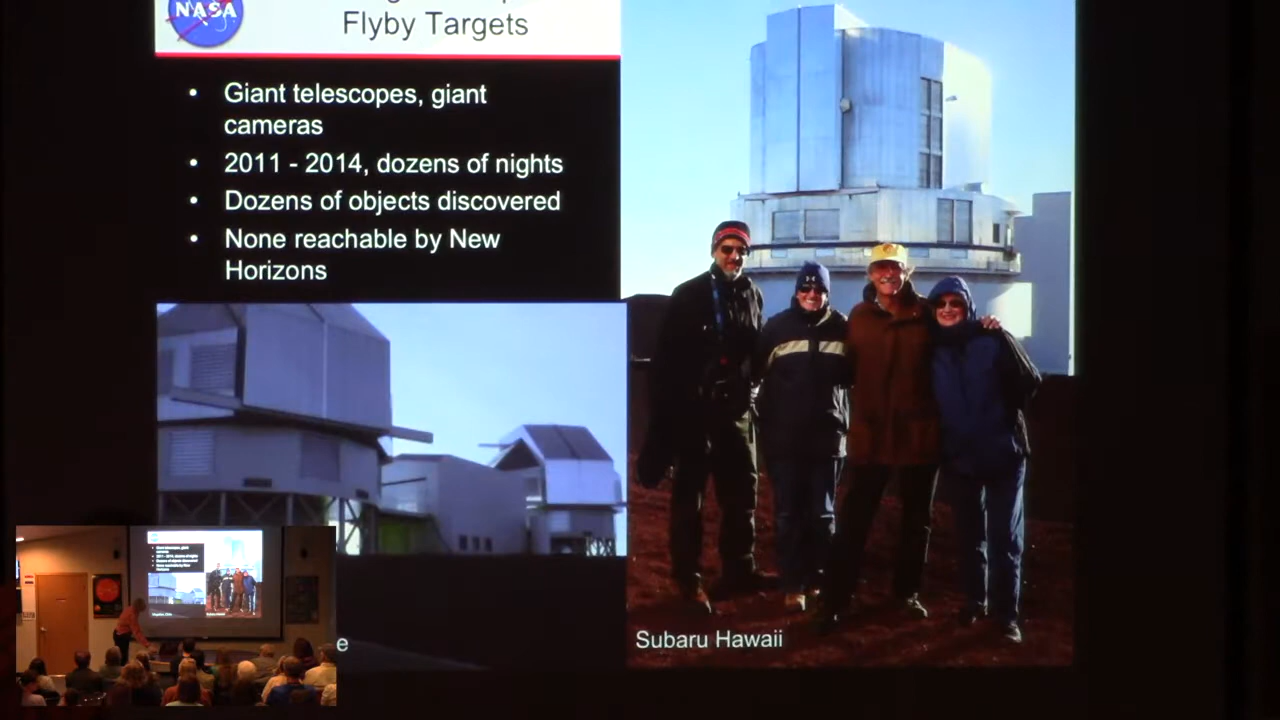 NASA
Flyby Targets
• Giant telescopes, giant
cameras
• 2011 - 2014, dozens of nights
• Dozens of objects discovered
• None reachable by New
Horizons
Subaru Hawaii
e